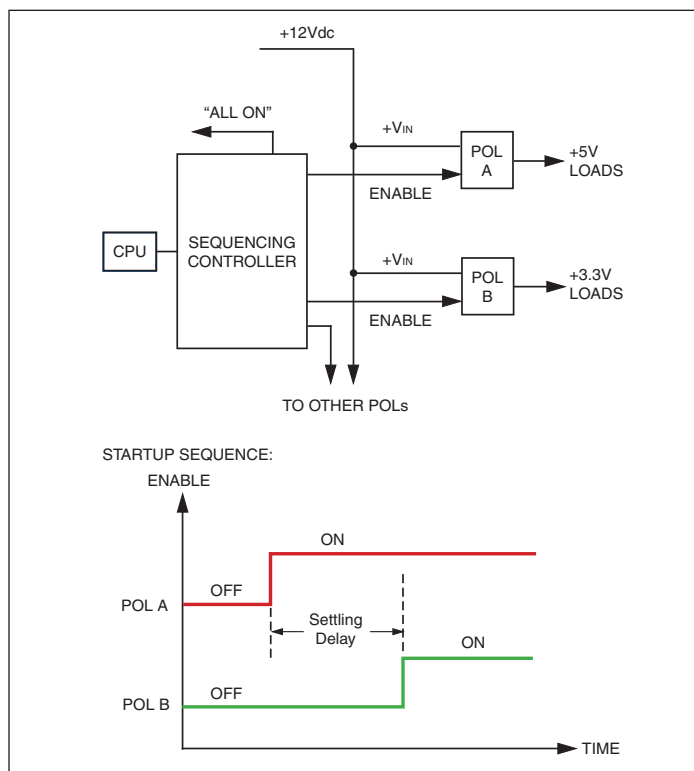 +12Vdc
“ALL ON”
+VIN
POL
A
+5V
LOADS
ENABLE
CPU
SEQUENCING
CONTROLLER
+VIN
POL
B
+3.3V
LOADS
ENABLE
TO OTHER POLs
STARTUP SEQUENCE:
ENABLE
ON
POL A
OFF
Settling
Delay
ON
POL B
OFF
TIME